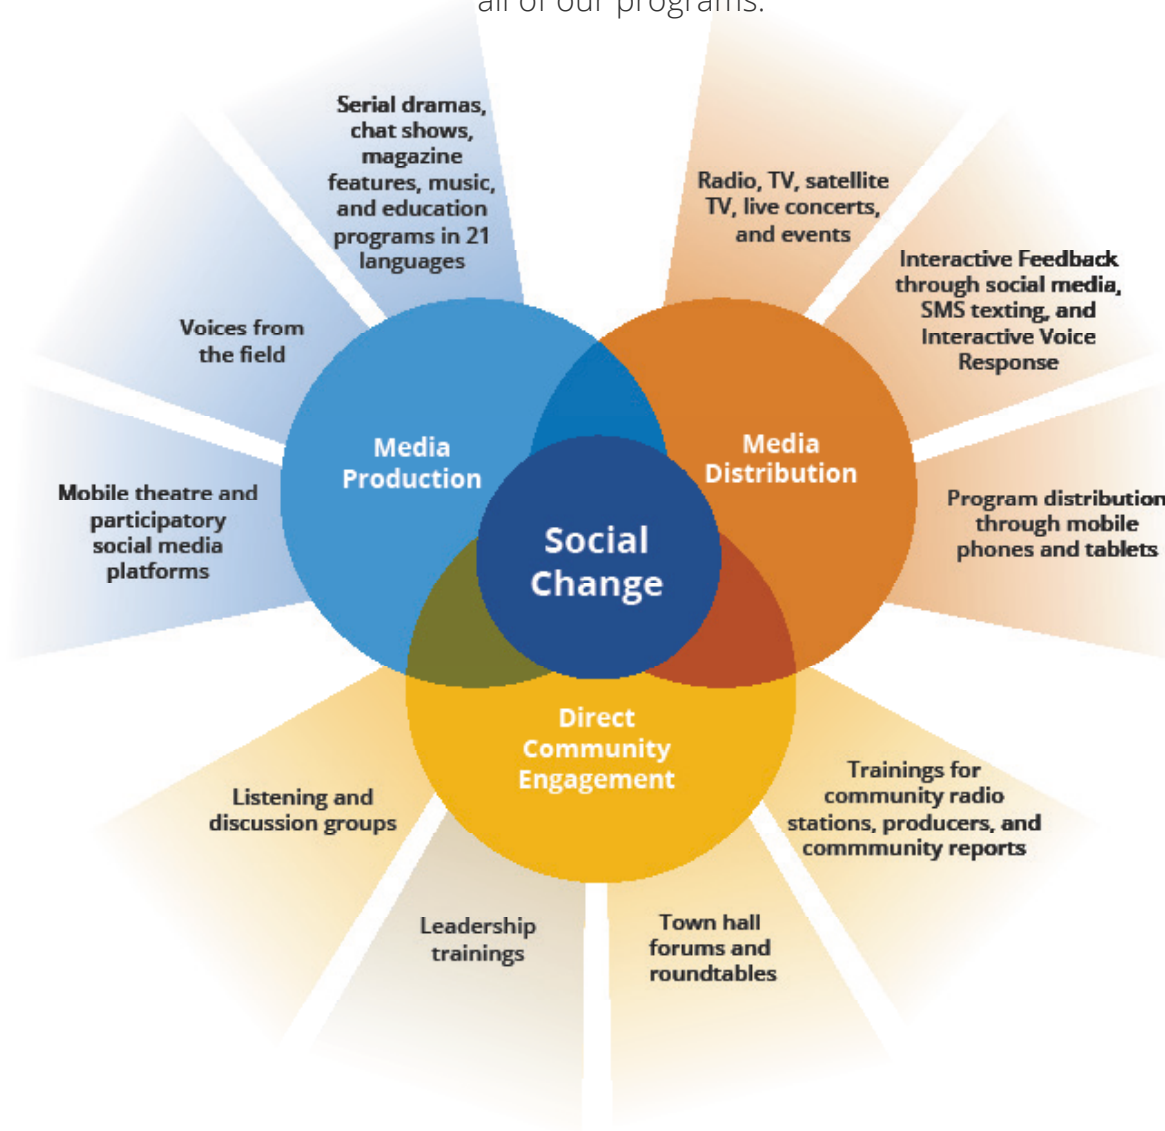 all of our programs.
Serial dramas,
chat shows,
magazine
features, music,
and education
programs in 21
languages
Voices from
the field
Mobile theatre and
participatory
social media
platforms
Radio, TV, satellite
TV, live concerts,
and events
Interactive Feedback
through social media,
SMS texting, and
Interactive Voice
Response
Program distribution
through mobile
phones and tablets
Media
Production
Media
Distribution
Social
Change
Direct
Community
Engagement
Listening and
discussion groups
Leadership
trainings
Town hall
forums and
roundtables
Trainings for
community radio
stations, producers, and
commmunity reports